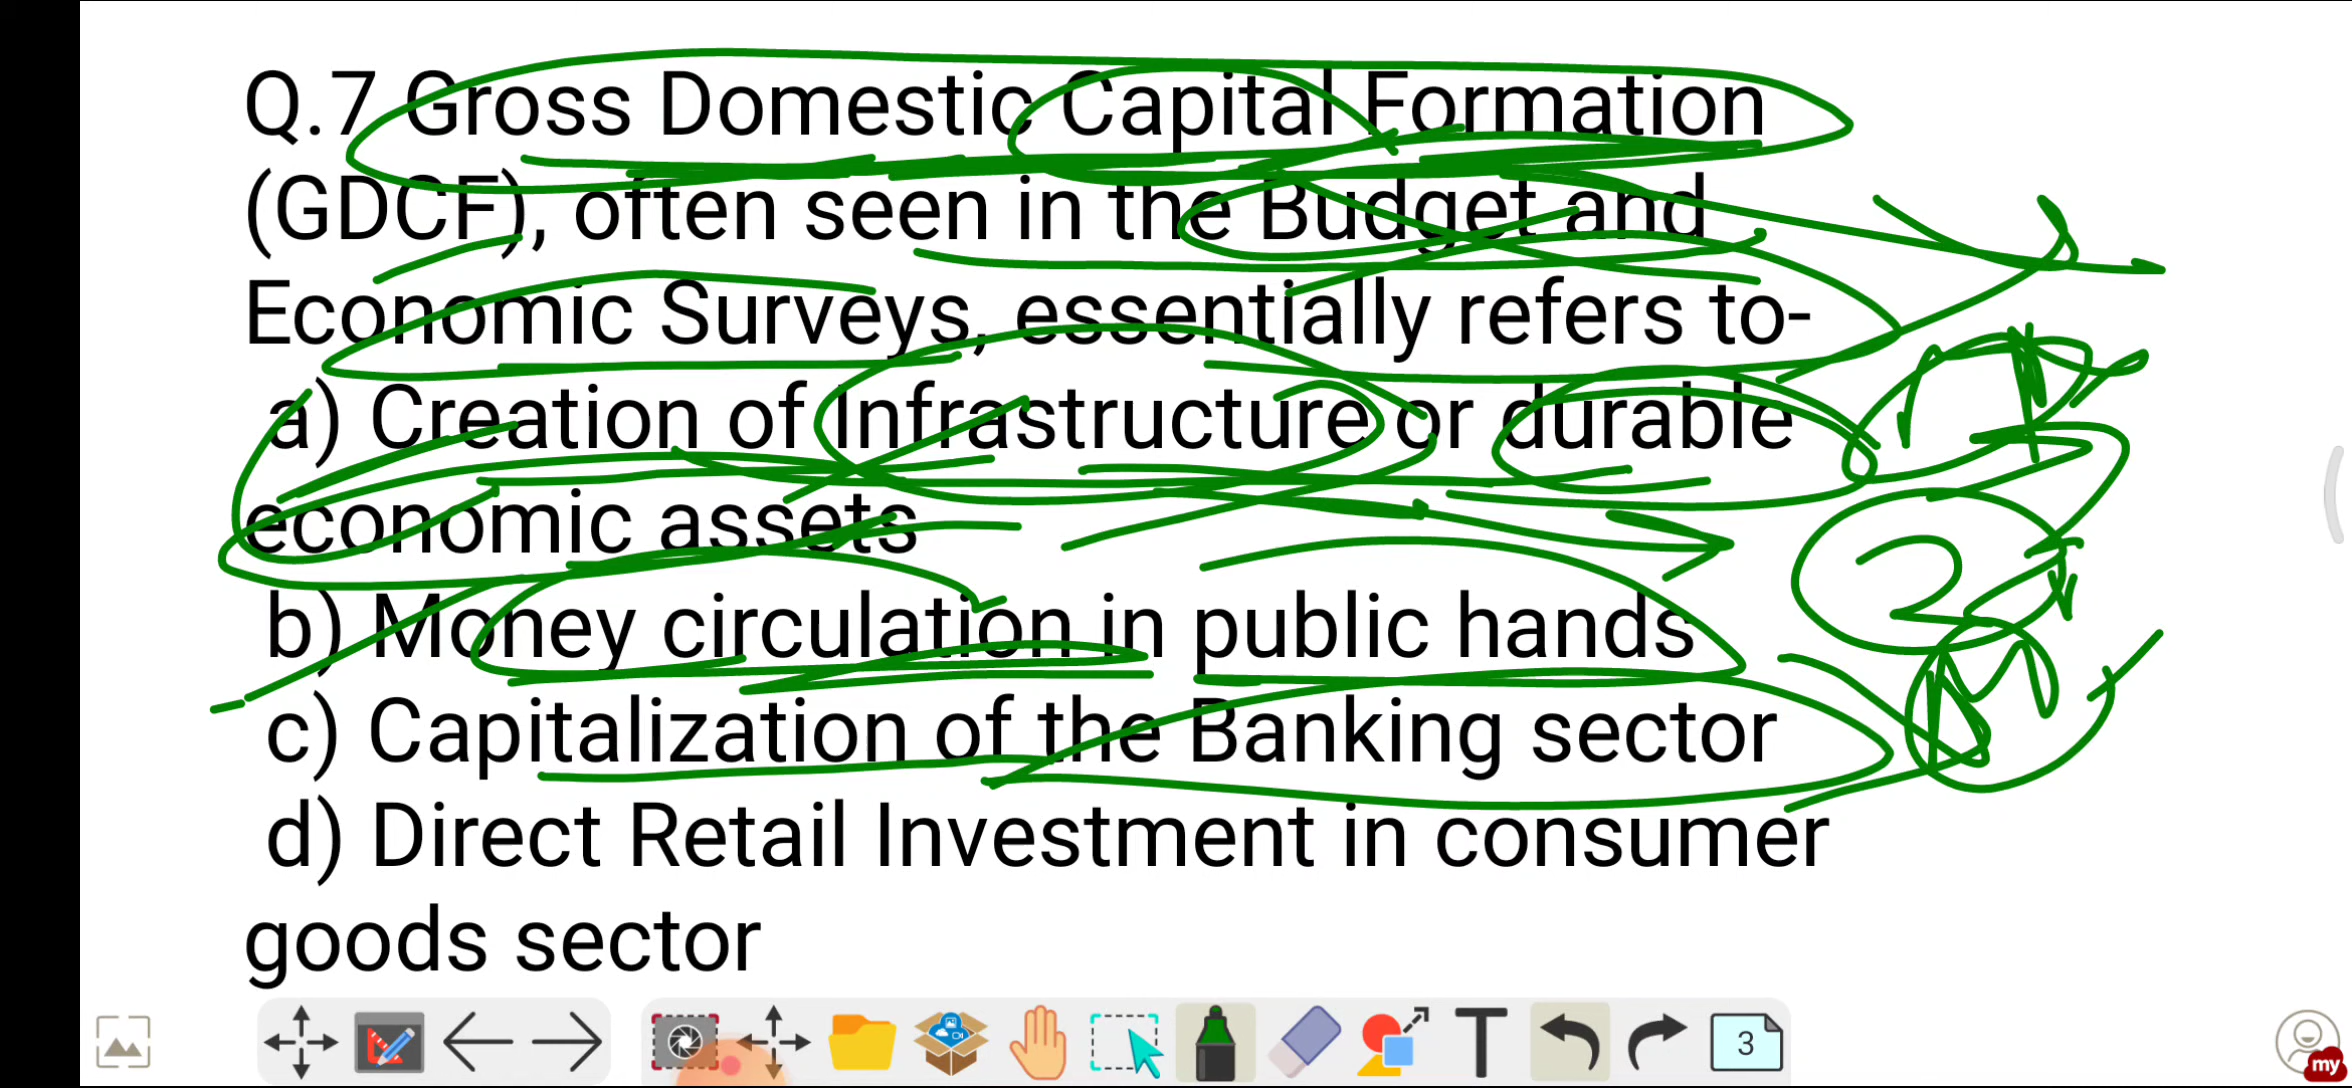 Q.7 Gross Domestic Capital Formation
(GDCF), often seen in the Budget and
Economic Surveys, essentially refers to-
a) Creation of Infrastructure or durable
economic assets
b) Money circulation in public hands
c) Capitalization of the Banking sector
d) Direct Retail Investment in consumer
goods sector
2
T
3
my